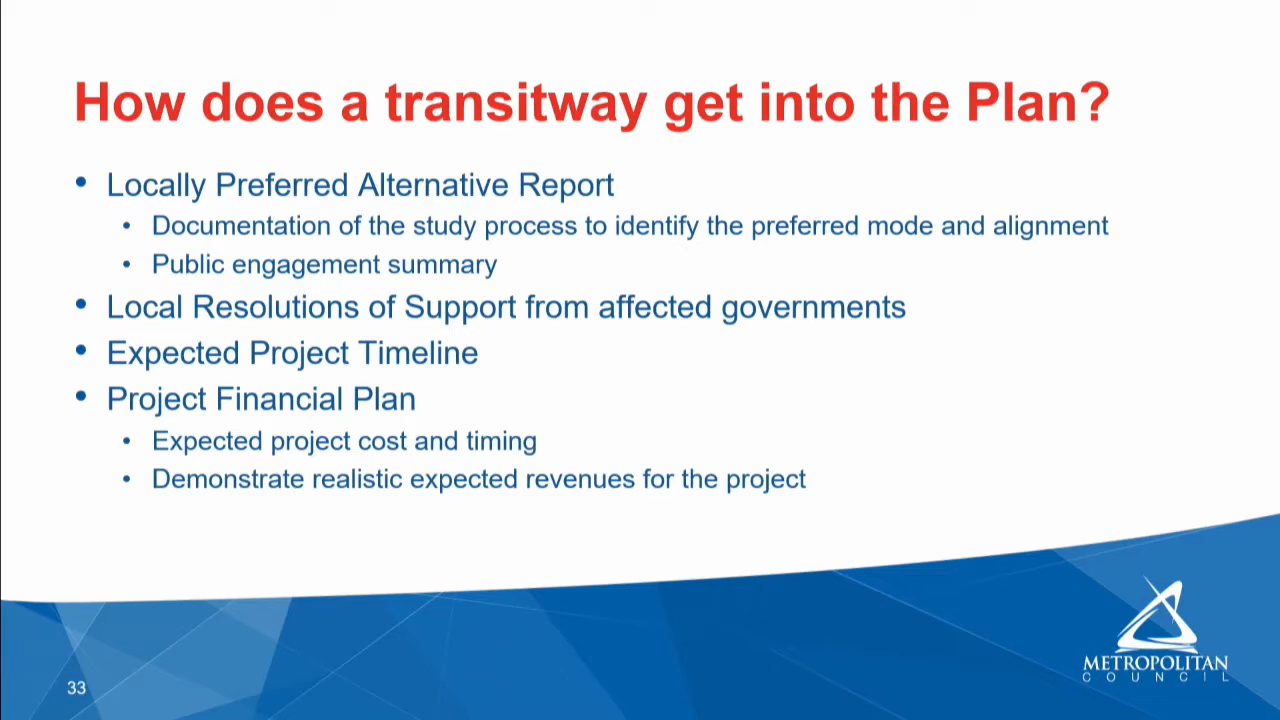 How does a transitway get into the Plan?
• Locally Preferred Alternative Report
• Documentation of the study process to identify the preferred mode and alignment
• Public engagement summary
• Local Resolutions of Support from affected governments
• Expected Project Timeline
• Project Financial Plan
• Expected project cost and timing
• Demonstrate realistic expected revenues for the project
METROPOLITAN
COUNCIL
33